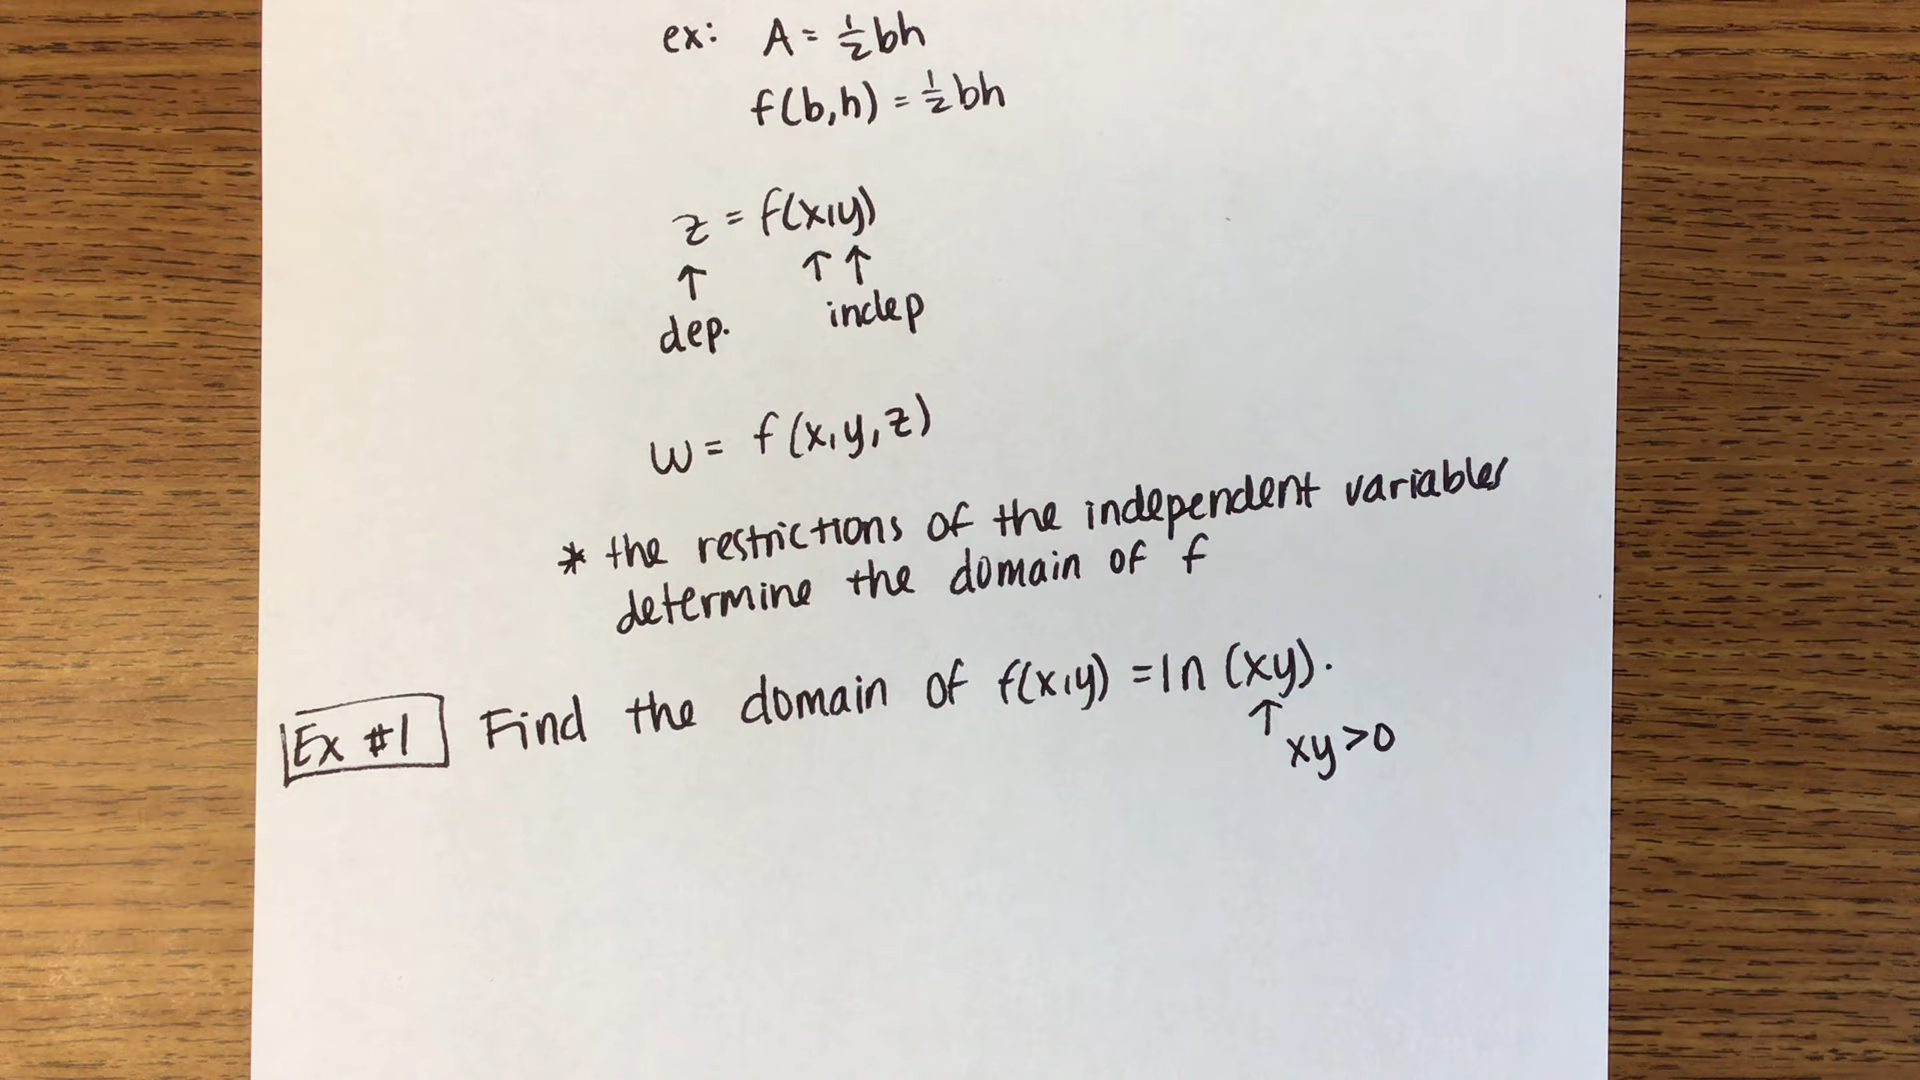 ex: A = ½bh
f(b,h) = ½bh
z = f(x,y)
↑ ↑ ↑
dep. indep
w = f(x,y,z)
* the restrictions of the independent variables
determine the domain of f
Ex #1 Find the domain of f(x,y) = ln (xy).
↑ xy>0